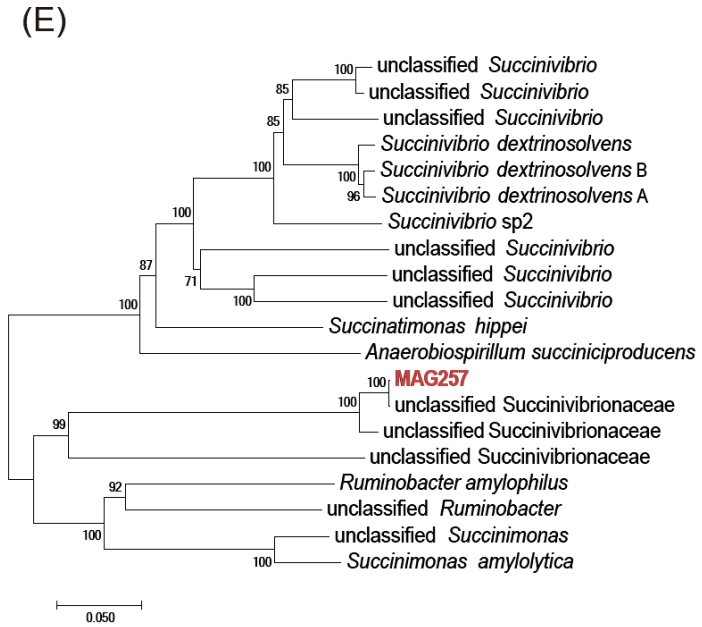 (E)
100
unclassified Succinivibrio
unclassified Succinivibrio
85
unclassified Succinivibrio
85
Succinivibrio dextrinosolvens
100
Succinivibrio dextrinosolvens B
96
Succinivibrio dextrinosolvens A
100
Succinivibrio sp2
100
unclassified Succinivibrio
71
unclassified Succinivibrio
100
unclassified Succinivibrio
87
Succinatimonas hippei
100
Anaerobiospirillum succiniciproducens
100
MAG257
unclassified Succinivibrionaceae
100
unclassified Succinivibrionaceae
99
unclassified Succinivibrionaceae
92
Ruminobacter amylophilus
unclassified Ruminobacter
100
unclassified Succinimonas
100
Succinimonas amylolytica
0.050